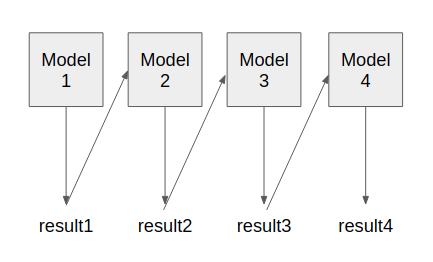 Model
1
Model
2
Model
3
Model
4
result1
result2
result3
result4